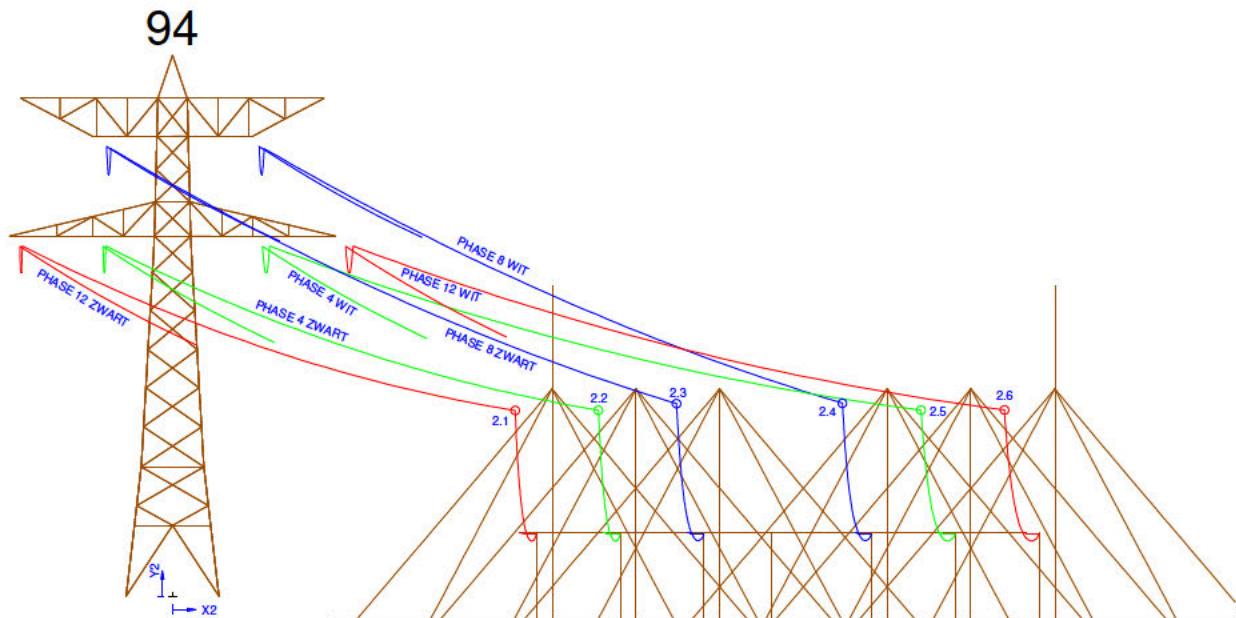 94
PHASE 8 WIT
PHASE 12 WIT
PHASE 4 WIT
PHASE 12 ZWART
PHASE 4 ZWART
PHASE 8 ZWART
2.1
2.2
2.3
2.4
2.5
2.6
Y2
X2